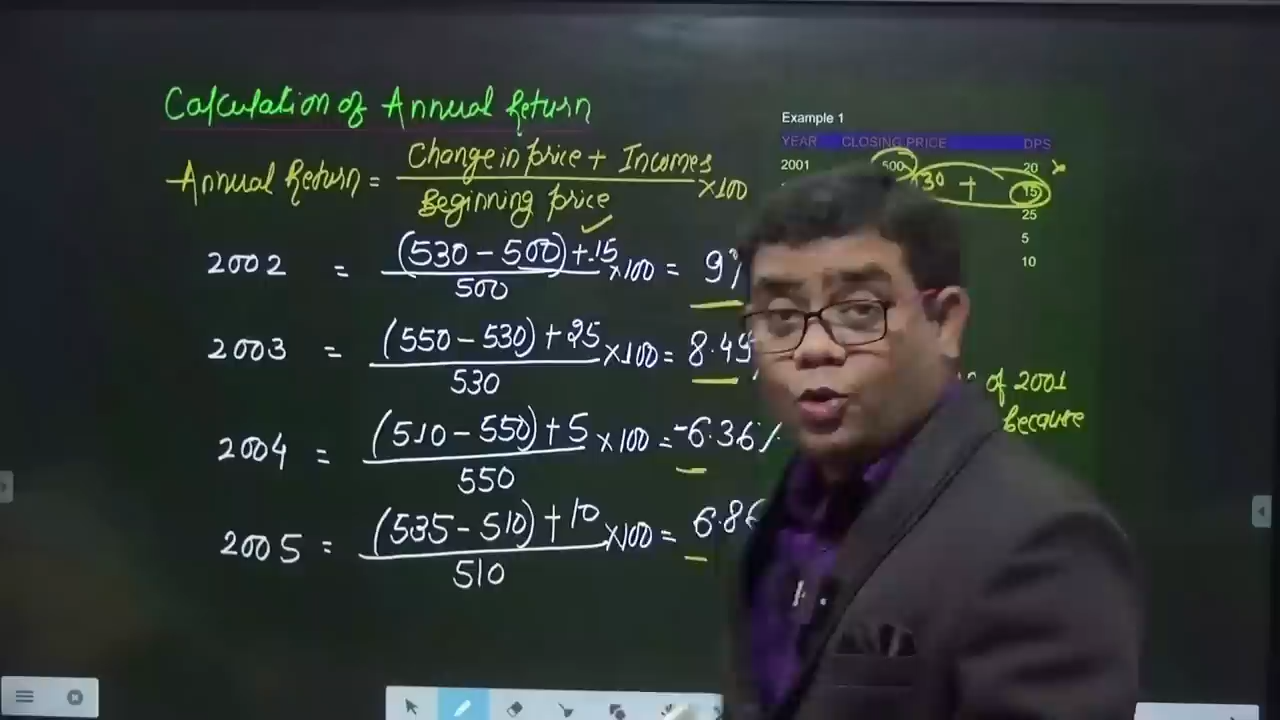 Calculation of Annual Return
Annual Return = Change in price + Incomes / Beginning price ×100
2002 = (530 - 500) + 15 / 500 ×100 = 9%
2003 = (550 - 530) + 25 / 530 ×100 = 8.49
2004 = (510 - 550) + 5 / 550 ×100 = -6.36%
2005 = (535 - 510) + 10 / 510 ×100 = 6.86
Example 1
YEAR CLOSING PRICE DPS
2001 500 20
30 + 15
25
5
10
of 2001
because